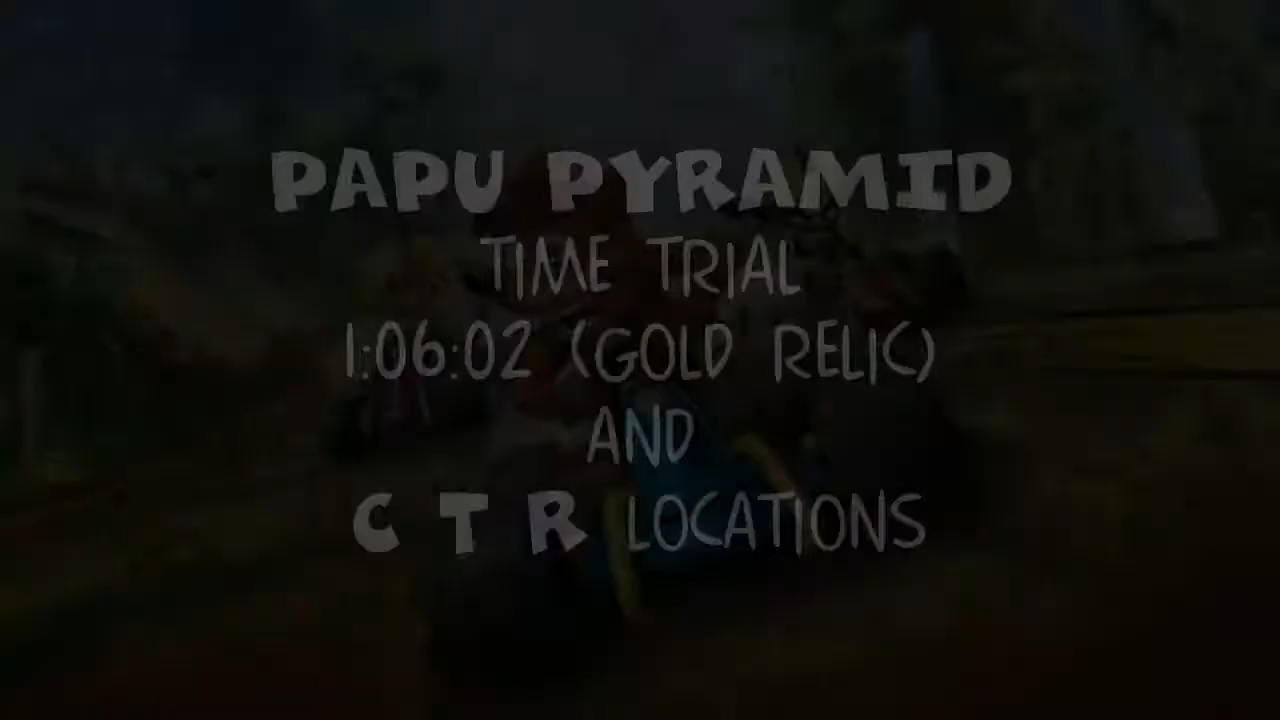 PAPU PYRAMID
TIME TRIAL
1:06:02 (GOLD RELIC)
AND
C T R LOCATIONS